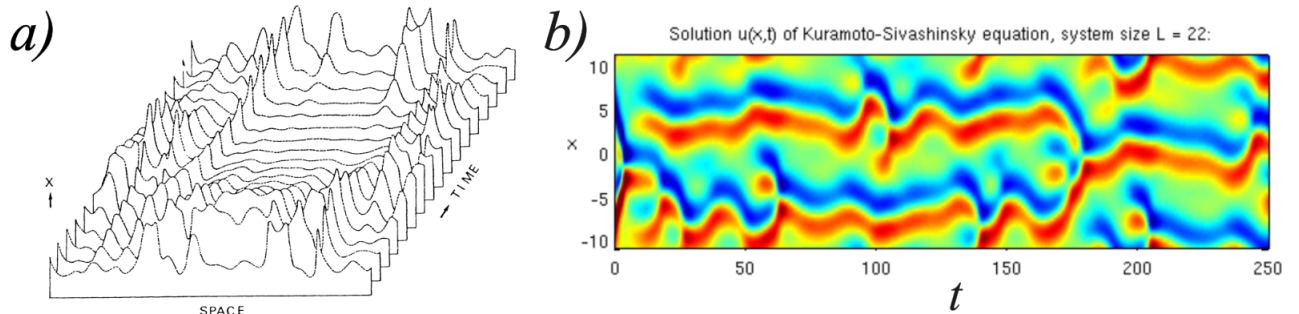 a)
X
TIME
SPACE
b)
Solution u(x,t) of Kuramoto-Sivashinsky equation, system size L = 22:
x
10
5
0
-5
-10
0 50 100 150 200 250
t